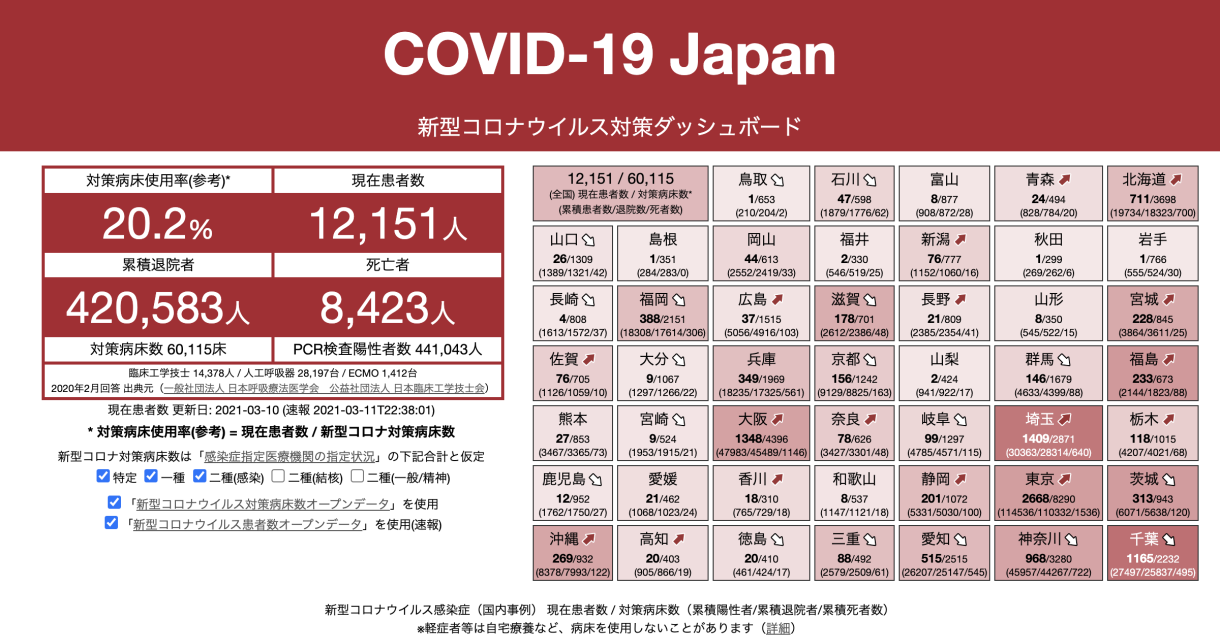 COVID-19 Japan
新型コロナウイルス対策ダッシュボード
対策病床使用率(参考)*
現在患者数
20.2%
12,151人
累積退院者
死亡者
420,583人
8,423人
対策病床数 60,115床
PCR検査陽性者数 441,043人
臨床工学技士 14,378人 / 人工呼吸器 28,197台 / ECMO 1,412台
2020年2月回答 出典元（一般社団法人 日本呼吸療法医学会　公益社団法人 日本臨床工学技士会）
現在患者数 更新日: 2021-03-10 (速報 2021-03-11T22:38:01)
* 対策病床使用率(参考) = 現在患者数 / 新型コロナ対策病床数
新型コロナ対策病床数は「感染症指定医療機関の指定状況」の下記合計と仮定
特定 一種 二種(感染) 二種(結核) 二種(一般/精神)
「新型コロナウイルス対策病床数オープンデータ」を使用
「新型コロナウイルス患者数オープンデータ」を使用(速報)
12,151 / 60,115
(全国) 現在患者数 / 対策病床数*
(累積患者数/退院数/死者数)
鳥取
1/653
(210/204/2)
石川
47/598
(1879/1776/62)
富山
8/877
(908/872/28)
青森
24/494
(828/784/20)
北海道
711/3698
(19734/18323/700)
山口
26/1309
(1389/1321/42)
島根
1/351
(284/283/0)
岡山
44/613
(2552/2419/33)
福井
2/330
(546/519/25)
新潟
76/777
(1152/1060/16)
秋田
1/299
(269/262/6)
岩手
1/766
(555/524/30)
長崎
4/808
(1613/1572/37)
福岡
388/2151
(18308/17614/306)
広島
37/1515
(5056/4916/103)
滋賀
178/701
(2612/2386/48)
長野
21/809
(2385/2354/41)
山形
8/350
(545/522/15)
宮城
228/845
(3864/3611/25)
佐賀
76/705
(1126/1059/10)
大分
9/1067
(1297/1266/22)
兵庫
349/1969
(18235/17325/561)
京都
156/1242
(9129/8825/163)
山梨
2/424
(941/922/17)
群馬
146/1679
(4633/4399/88)
福島
233/673
(2144/1823/88)
熊本
27/853
(3467/3365/73)
宮崎
9/524
(1953/1915/21)
大阪
1348/4396
(47983/45489/1146)
奈良
78/626
(3427/3301/48)
岐阜
99/1297
(4785/4571/115)
埼玉
1409/2871
(30363/28314/640)
栃木
118/1015
(4207/4021/68)
鹿児島
12/952
(1762/1750/27)
愛媛
21/462
(1068/1023/24)
香川
18/310
(765/729/18)
和歌山
8/537
(1147/1121/18)
静岡
201/1072
(5331/5030/100)
東京
2668/8290
(114536/110332/1536)
茨城
313/943
(6071/5638/120)
沖縄
269/932
(8378/7993/122)
高知
20/403
(905/866/19)
徳島
20/410
(461/424/17)
三重
88/492
(2579/2509/61)
愛知
515/2515
(26207/25147/545)
神奈川
968/3280
(45957/44267/722)
千葉
1165/2232
(27497/25837/495)
新型コロナウイルス感染症（国内事例） 現在患者数 / 対策病床数（累積陽性者/累積退院者/累積死者数）
※軽症者等は自宅療養など、病床を使用しないことがあります（詳細）